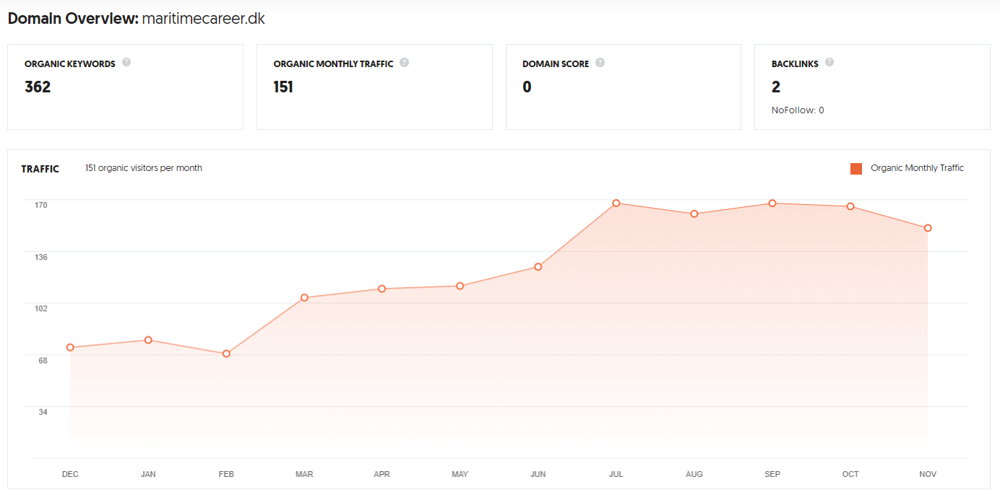 Domain Overview: maritimecareer.dk
ORGANIC KEYWORDS ?
362
ORGANIC MONTHLY TRAFFIC ?
151
DOMAIN SCORE ?
0
BACKLINKS ?
2
NoFollow: 0
TRAFFIC 151 organic visitors per month
Organic Monthly Traffic
170
136
102
68
34
DEC JAN FEB MAR APR MAY JUN JUL AUG SEP OCT NOV